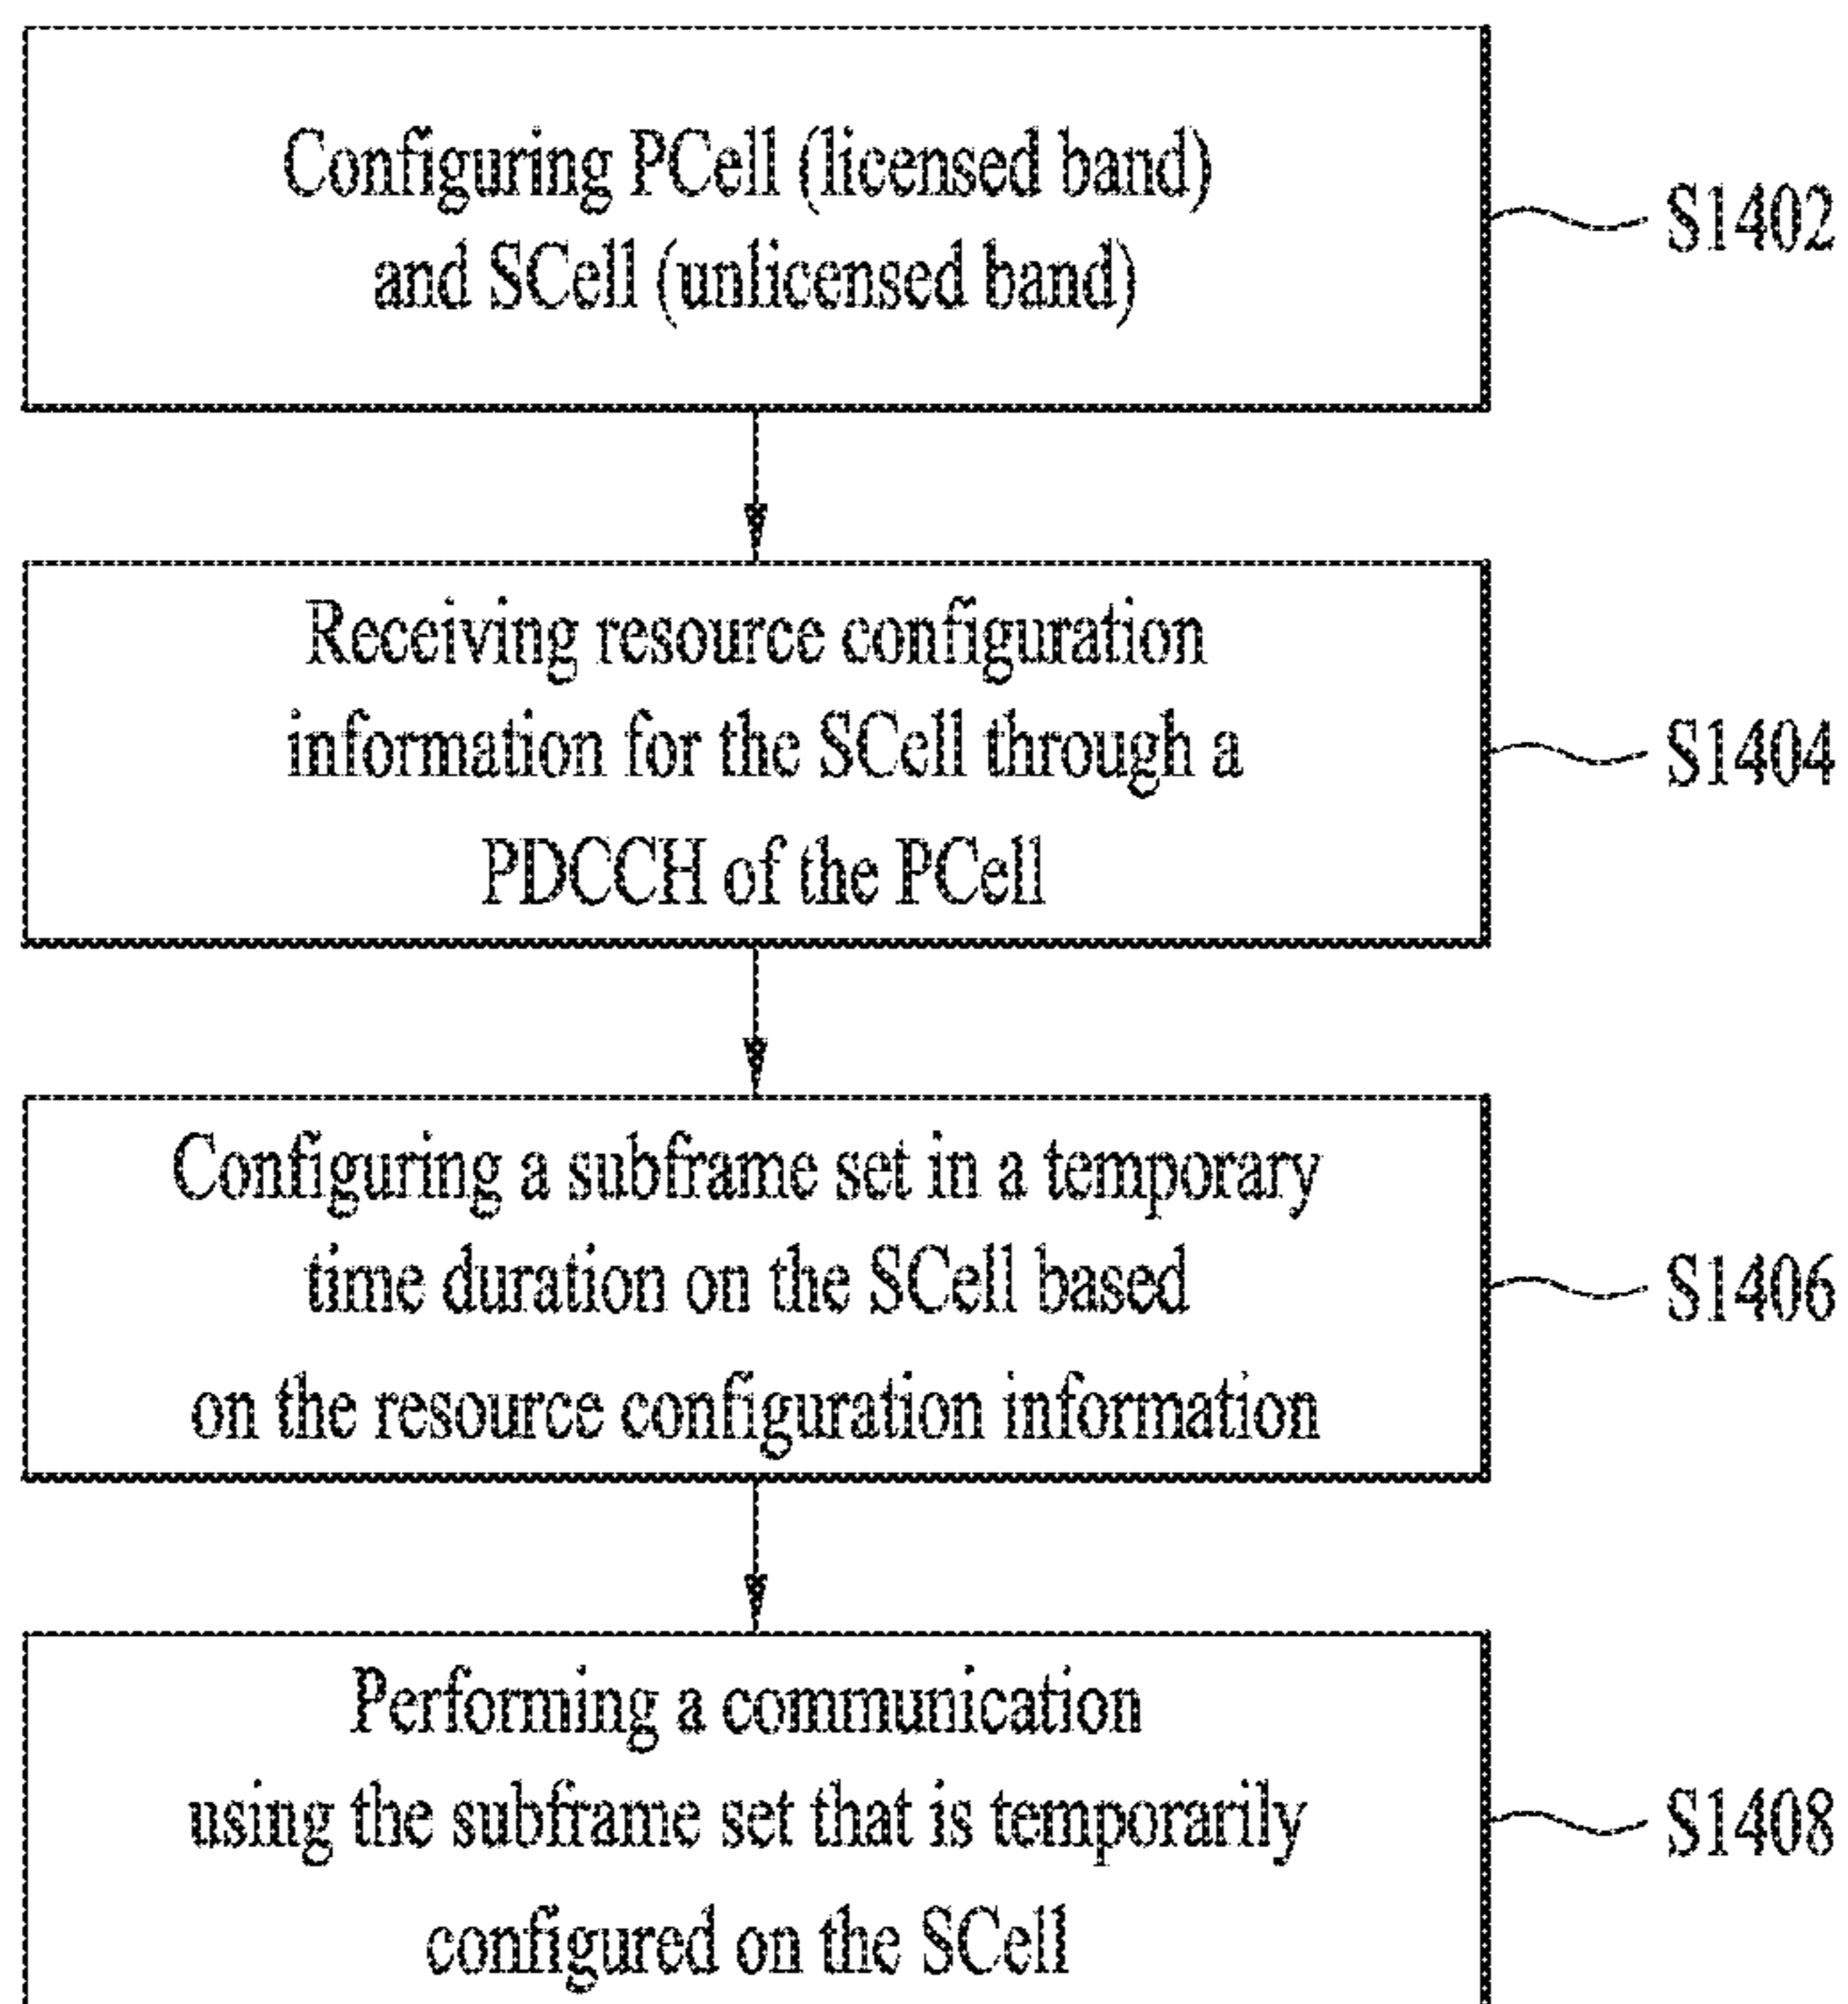 Configuring PCell (licensed band)
and SCell (unlicensed band)
S1402
Receiving resource configuration
information for the SCell through a
PDCCH of the PCell
S1404
Configuring a subframe set in a temporary
time duration on the SCell based
on the resource configuration information
S1406
Performing a communication
using the subframe set that is temporarily
configured on the SCell
S1408